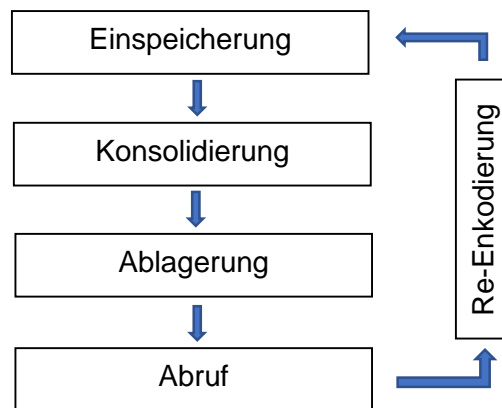 Einspeicherung
Konsolidierung
Ablagerung
Abruf
Re-Enkodierung